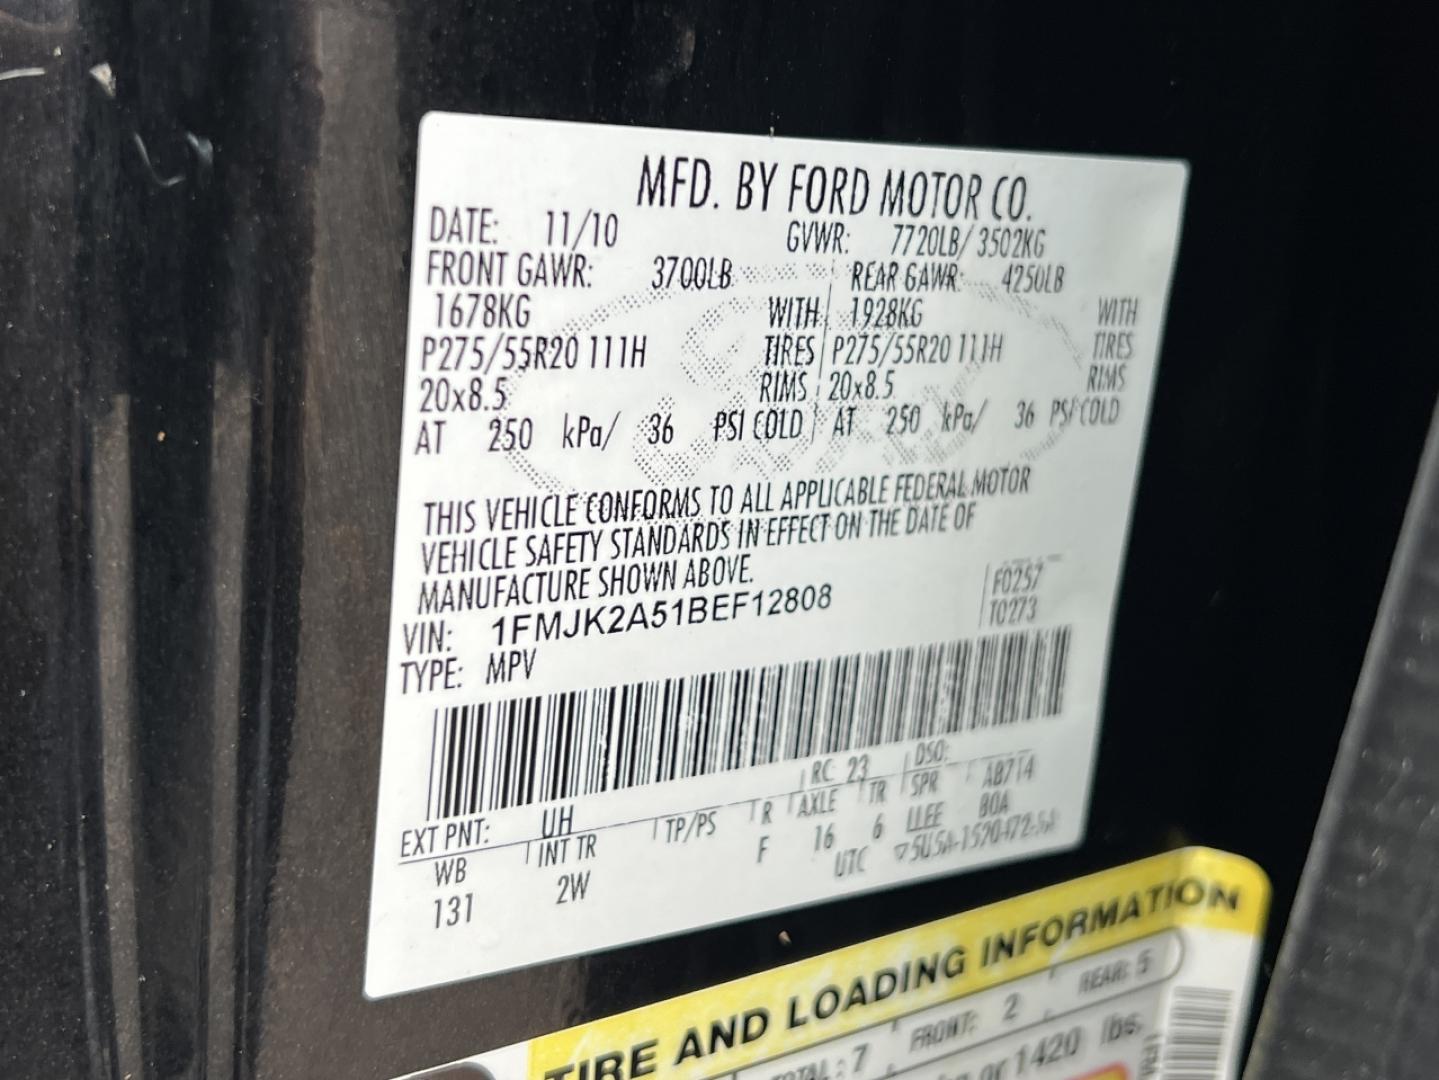 MFD. BY FORD MOTOR CO.
DATE: 11/10 GVWR: 7720LB/ 3502KG
FRONT GAWR: 3700LB REAR GAWR: 4250LB
1678KG WITH 1928KG WITH
P275/55R20 111H TIRES P275/55R20 111H TIRES
20x8.5 RIMS 20x8.5 RIMS
AT 250 kPa/ 36 PSI COLD AT 250 kPa/ 36 PSI COLD
THIS VEHICLE CONFORMS TO ALL APPLICABLE FEDERAL MOTOR
VEHICLE SAFETY STANDARDS IN EFFECT ON THE DATE OF
MANUFACTURE SHOWN ABOVE.
VIN: 1FMJK2A51BEF12808
F0257
T0273
TYPE: MPV
EXT PNT: UH RC 23 DSO:
WB INT TR TP/PS R AXLE TR SPR A8714
131 2W F 16 6 LLEE BOA
UTC
TIRE AND LOADING INFORMATION
TOTAL: 7 FRONT: 2 REAR: 5
or 1420 lbs.